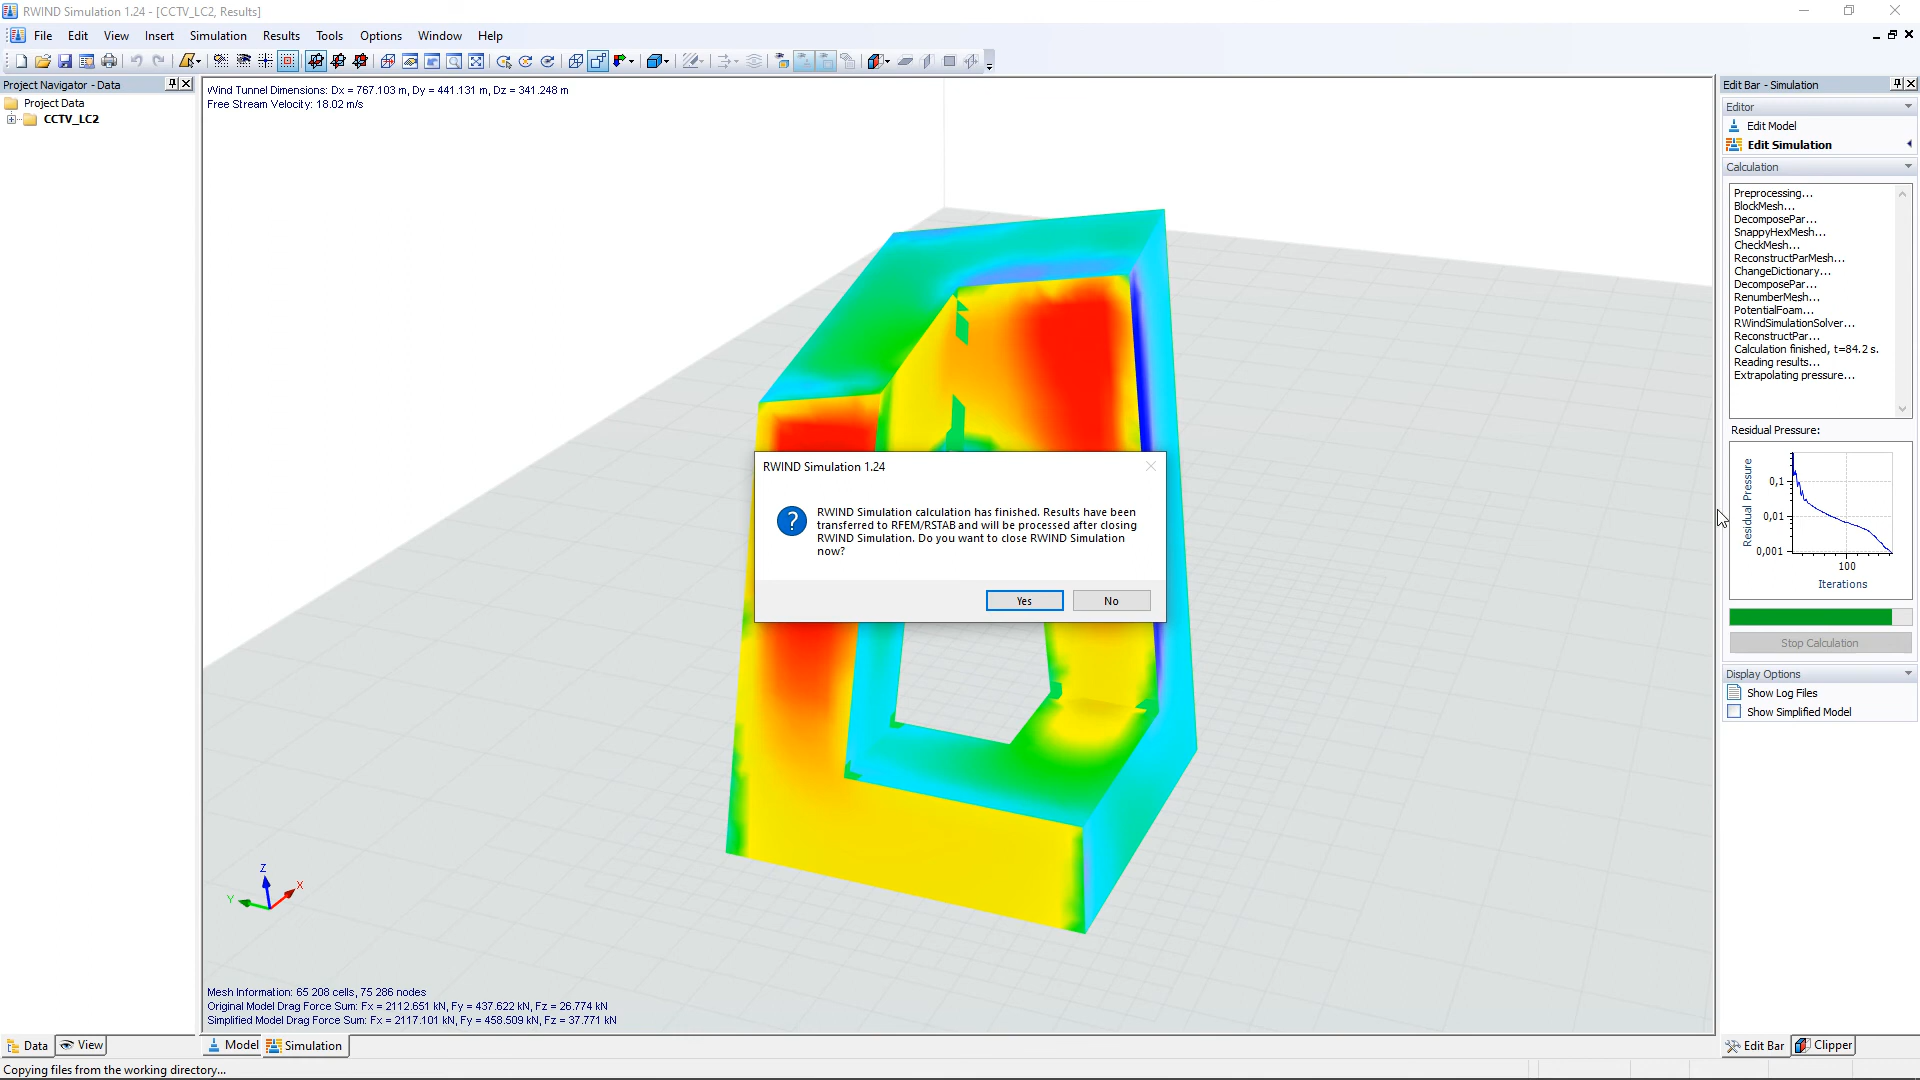 RWIND Simulation 1.24 - [CCTV_LC2, Results]
File Edit View Insert Simulation Results Tools Options Window Help
Project Navigator - Data
Project Data
CCTV_LC2
Wind Tunnel Dimensions: Dx = 767.103 m, Dy = 441.131 m, Dz = 341.248 m
Free Stream Velocity: 18.02 m/s
RWIND Simulation 1.24
RWIND Simulation calculation has finished. Results have been
transferred to RFEM/RSTAB and will be processed after closing
RWIND Simulation. Do you want to close RWIND Simulation
now?
Yes No
Z
Y
X
Mesh Information: 65 208 cells, 75 286 nodes
Original Model Drag Force Sum: Fx = 2112.651 kN, Fy = 437.622 kN, Fz = 26.774 kN
Simplified Model Drag Force Sum: Fx = 2117.101 kN, Fy = 458.509 kN, Fz = 37.771 kN
Edit Bar - Simulation
Editor
Edit Model
Edit Simulation
Calculation
Preprocessing...
BlockMesh...
DecomposePar...
SnappyHexMesh...
CheckMesh...
ReconstructParMesh...
ChangeDictionary...
DecomposePar...
RenumberMesh...
PotentialFoam...
RWindSimulationSolver...
ReconstructPar...
Calculation finished, t=84.2 s.
Reading results...
Extrapolating pressure...
Residual Pressure:
Residual Pressure
0,1
0,01
0,001
100
Iterations
Stop Calculation
Display Options
Show Log Files
Show Simplified Model
Data View
Model Simulation
Edit Bar Clipper
Copying files from the working directory...